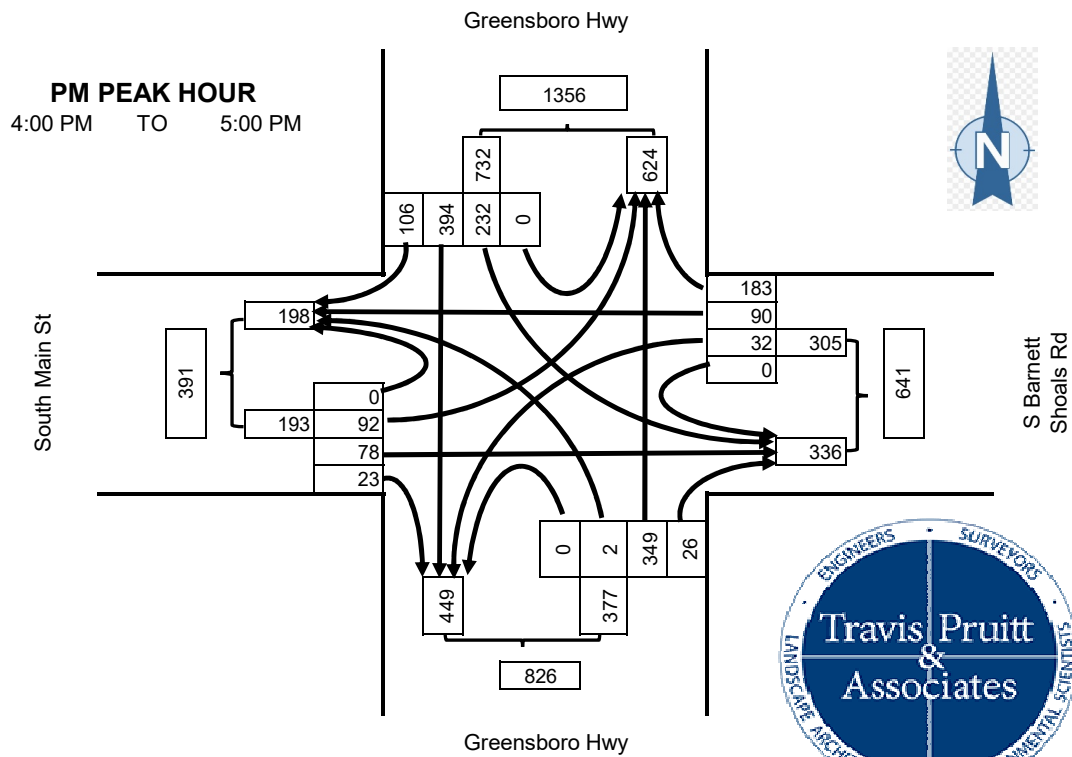 Greensboro Hwy
PM PEAK HOUR
4:00 PM TO 5:00 PM
1356
732
624
106 394 232 0
N
183
198
90
32 305
0
391
641
South Main St
S Barnett
Shoals Rd
0
193 92
78
336
23
0 2 349 26
449
377
826
Greensboro Hwy
ENGINEERS · SURVEYORS
Travis Pruitt
&
Associates